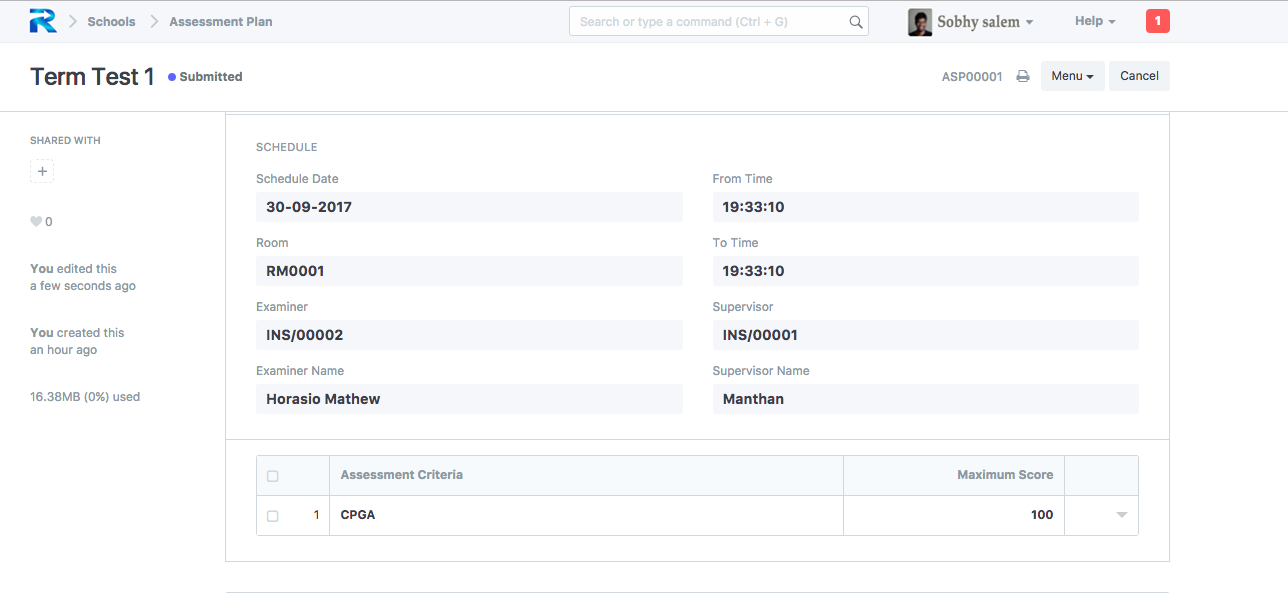 Schools
Assessment Plan
Search or type a command (Ctrl + G)
Sobhy salem
Help
1
Term Test 1
Submitted
ASP00001
Menu
Cancel
SHARED WITH
+
0
You edited this
a few seconds ago
You created this
an hour ago
16.38MB (0%) used
SCHEDULE
Schedule Date
From Time
30-09-2017
19:33:10
Room
To Time
RM0001
19:33:10
Examiner
Supervisor
INS/00002
INS/00001
Examiner Name
Supervisor Name
Horasio Mathew
Manthan
Assessment Criteria
Maximum Score
1
CPGA
100